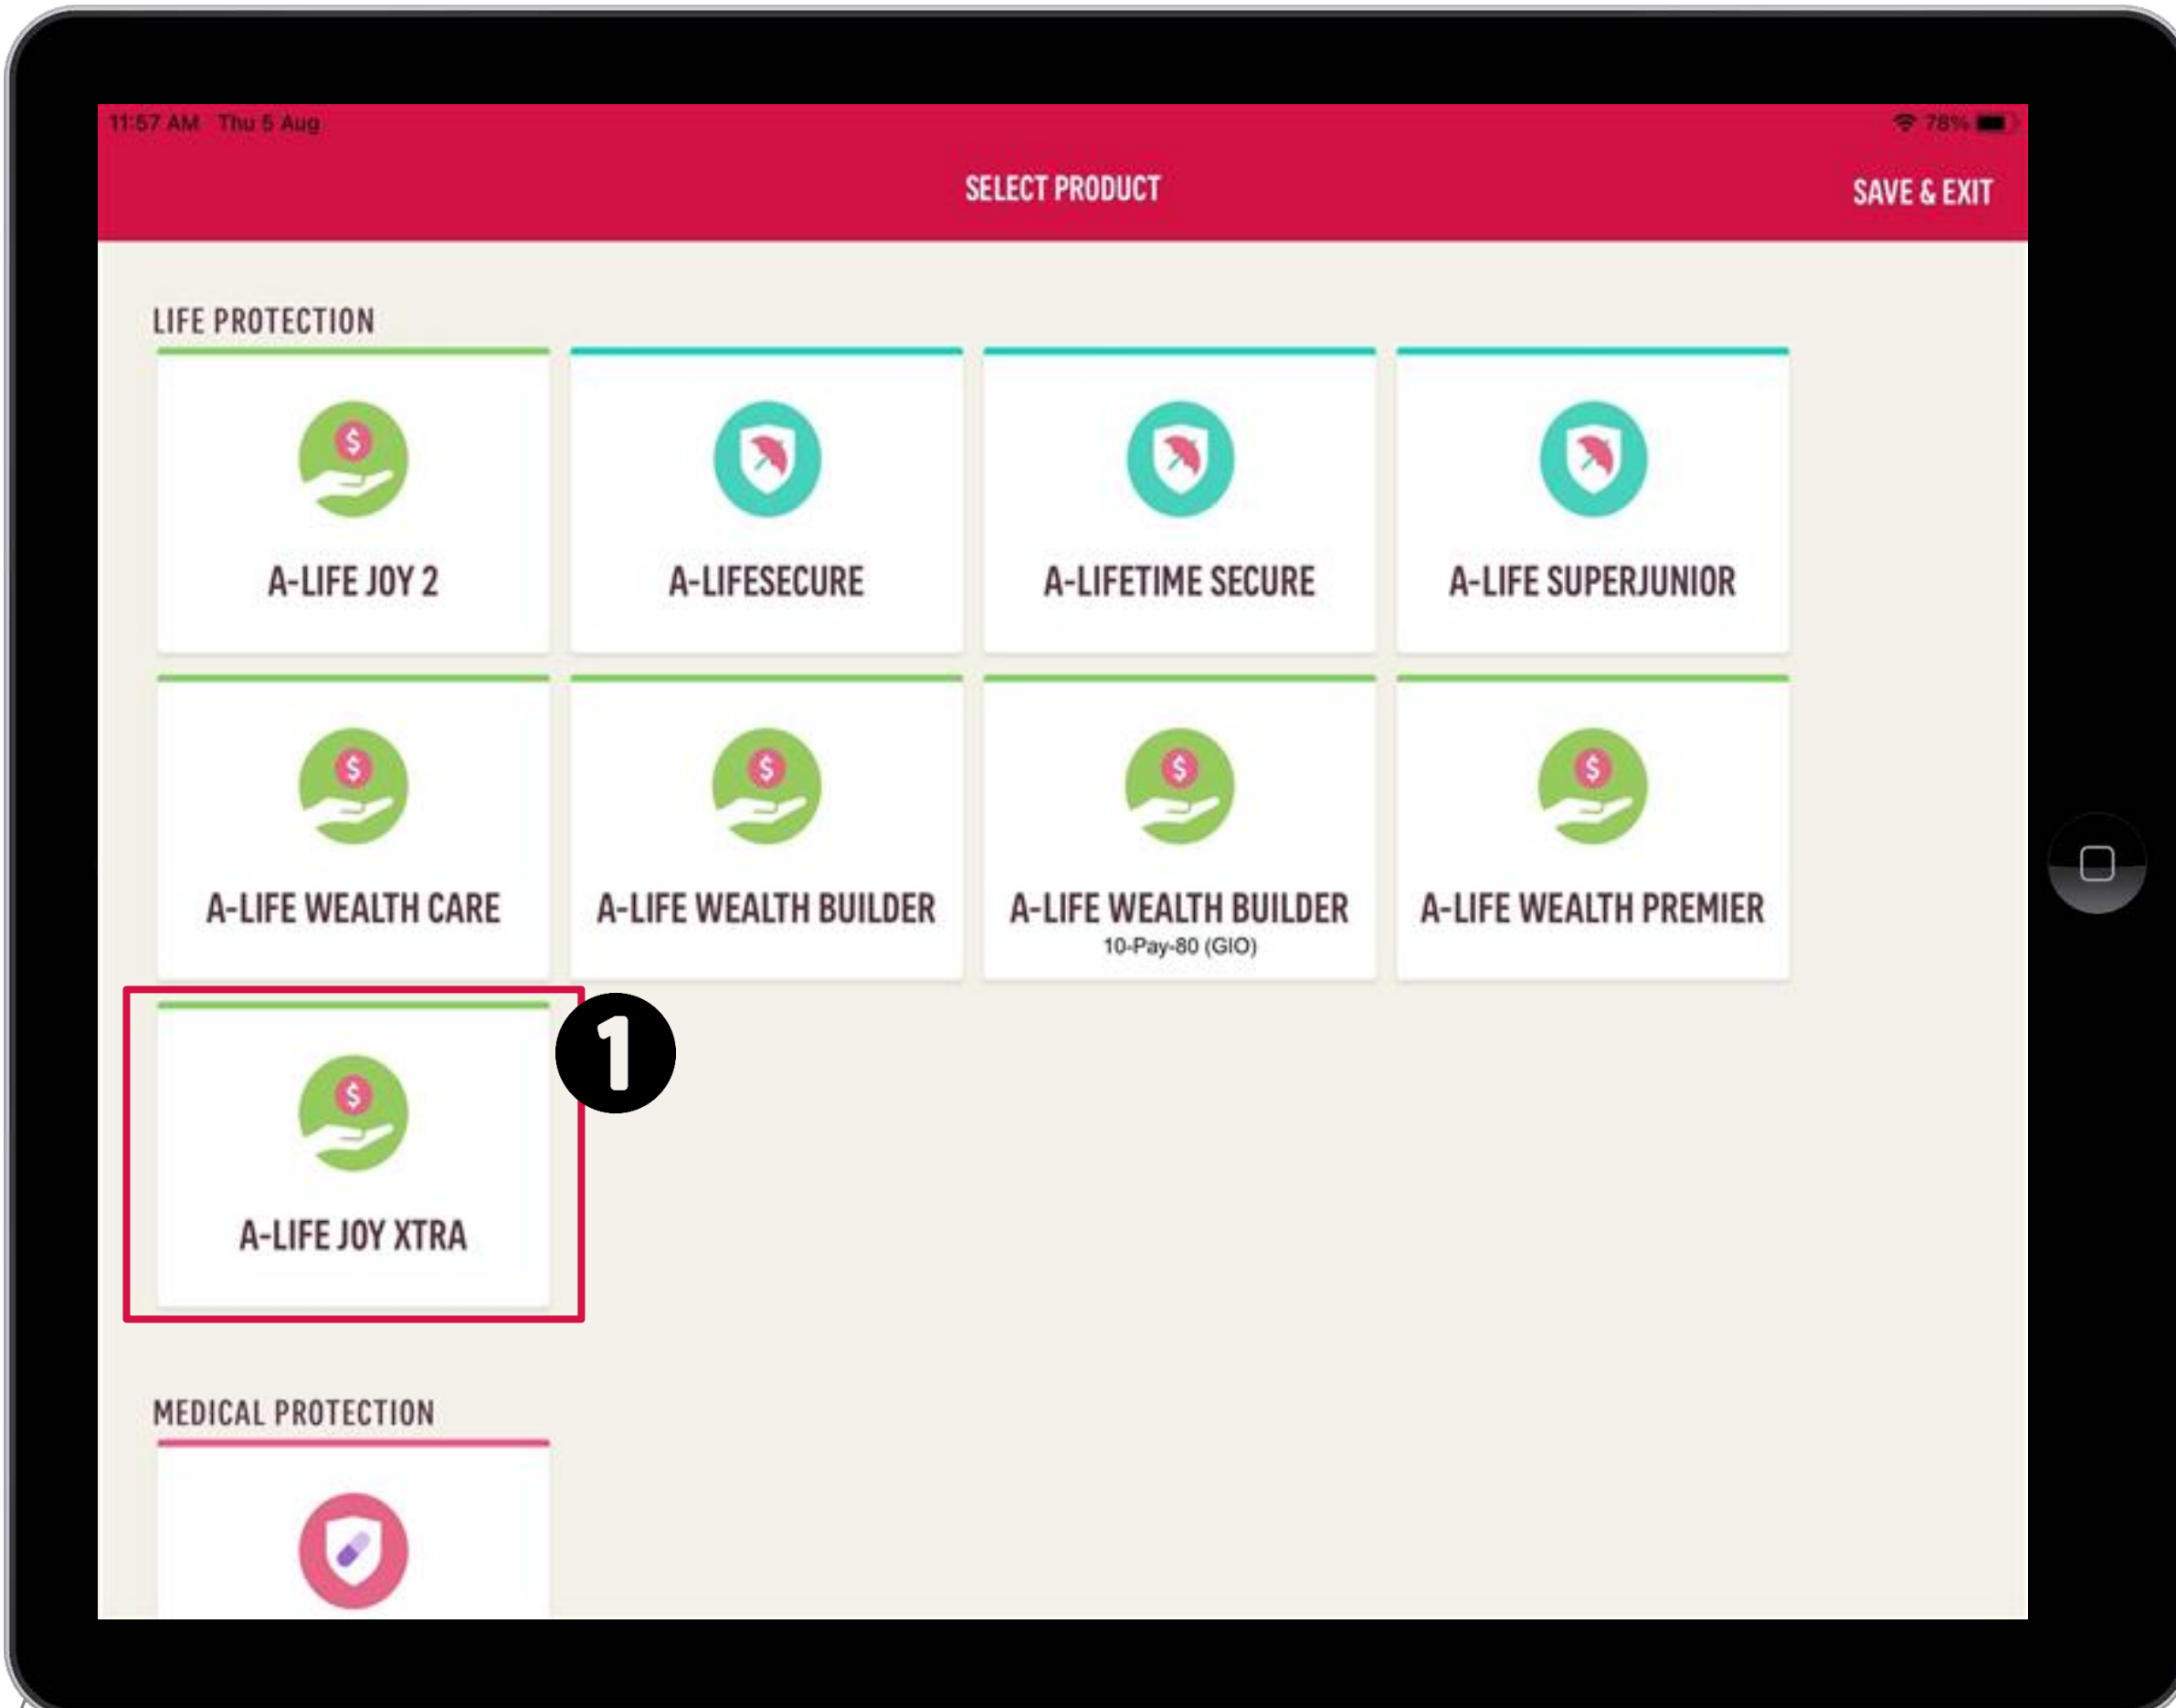 11:57 AM Thu 5 Aug
78%
SELECT PRODUCT
SAVE & EXIT
LIFE PROTECTION
$
A-LIFE JOY 2
A-LIFESECURE
A-LIFETIME SECURE
A-LIFE SUPERJUNIOR
$
$
$
$
A-LIFE WEALTH CARE
A-LIFE WEALTH BUILDER
A-LIFE WEALTH BUILDER
10-Pay-80 (GIO)
A-LIFE WEALTH PREMIER
1
$
A-LIFE JOY XTRA
MEDICAL PROTECTION